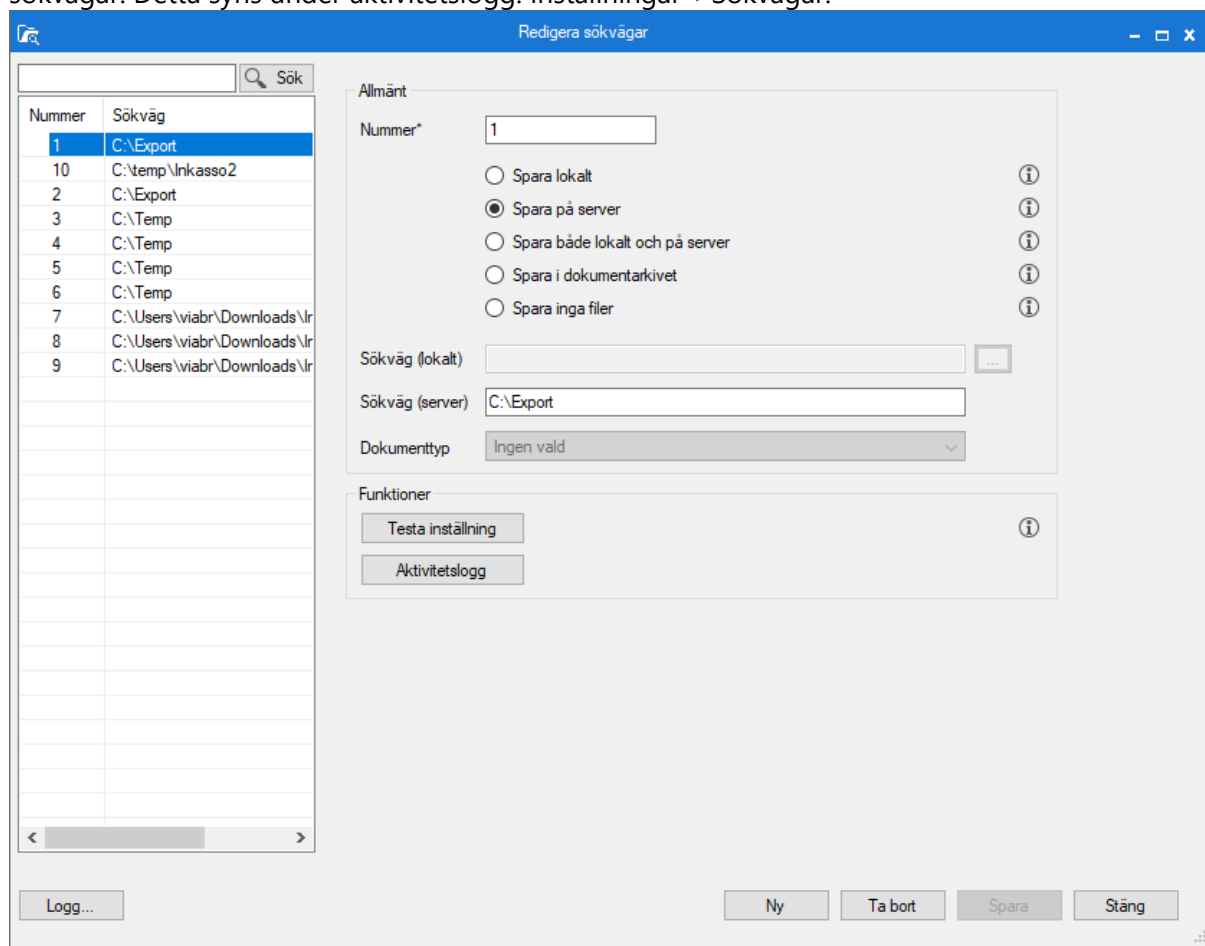 sökvägar. Detta syns under aktivitetslogg. Inställningar → Sökvägar.
Redigera sökvägar
Sök
Nummer Sökväg
1 C:\Export
10 C:\temp\Inkasso2
2 C:\Export
3 C:\Temp
4 C:\Temp
5 C:\Temp
6 C:\Temp
7 C:\Users\viabr\Downloads\Ir
8 C:\Users\viabr\Downloads\Ir
9 C:\Users\viabr\Downloads\Ir
Allmänt
Nummer* 1
Spara lokalt
Spara på server
Spara både lokalt och på server
Spara i dokumentarkivet
Spara inga filer
Sökväg (lokalt) ...
Sökväg (server) C:\Export
Dokumenttyp Ingen vald
Funktioner
Testa inställning
Aktivitetslogg
Logg... Ny Ta bort Spara Stäng